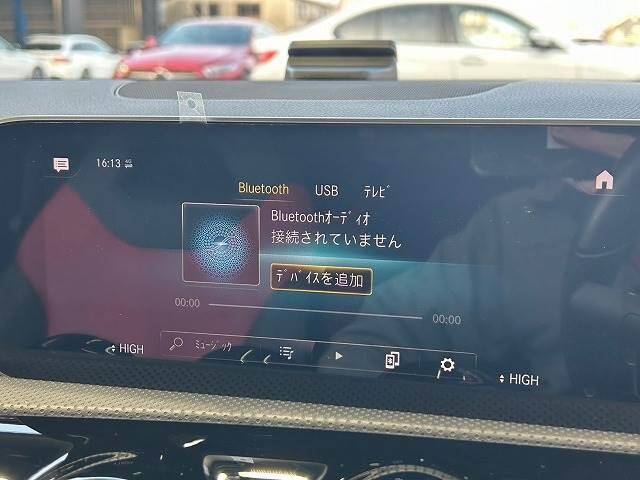 16:13 4G
Bluetooth USB ﾃﾚﾋﾞ
Bluetoothｵｰﾃﾞｨｵ
接続されていません
ﾃﾞﾊﾞｲｽを追加
00:00 00:00
ﾐｭｰｼﾞｯｸ
HIGH HIGH